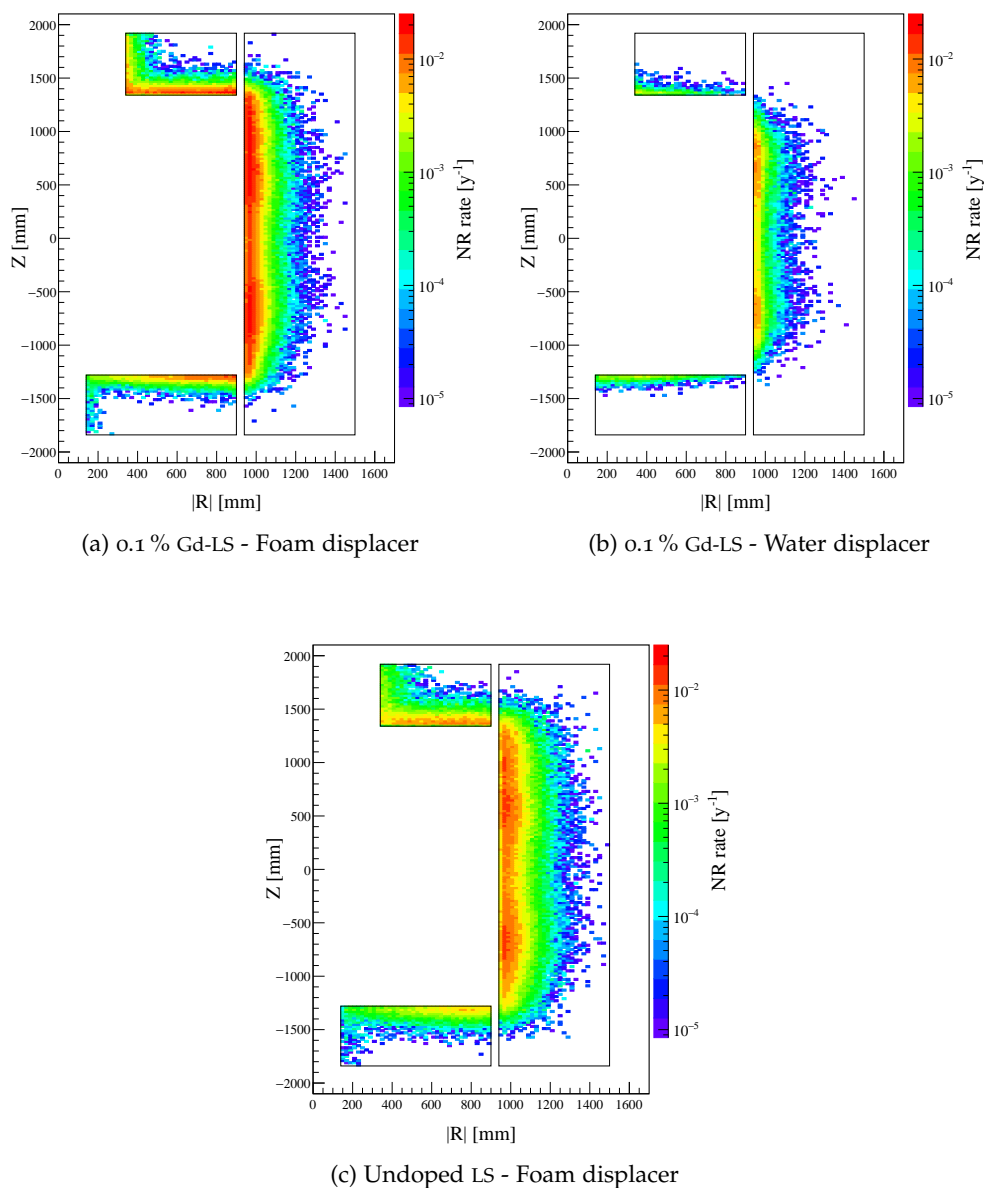 2000
1500
1000
500
0
−500
−1000
−1500
−2000
Z [mm]
0 200 400 600 800 1000 1200 1400 1600
|R| [mm]
10⁻²
10⁻³
10⁻⁴
10⁻⁵
NR rate [y⁻¹]
(a) 0.1 % Gd-LS - Foam displacer
2000
1500
1000
500
0
−500
−1000
−1500
−2000
Z [mm]
0 200 400 600 800 1000 1200 1400 1600
|R| [mm]
10⁻²
10⁻³
10⁻⁴
10⁻⁵
NR rate [y⁻¹]
(b) 0.1 % Gd-LS - Water displacer
2000
1500
1000
500
0
−500
−1000
−1500
−2000
Z [mm]
0 200 400 600 800 1000 1200 1400 1600
|R| [mm]
10⁻²
10⁻³
10⁻⁴
10⁻⁵
NR rate [y⁻¹]
(c) Undoped LS - Foam displacer